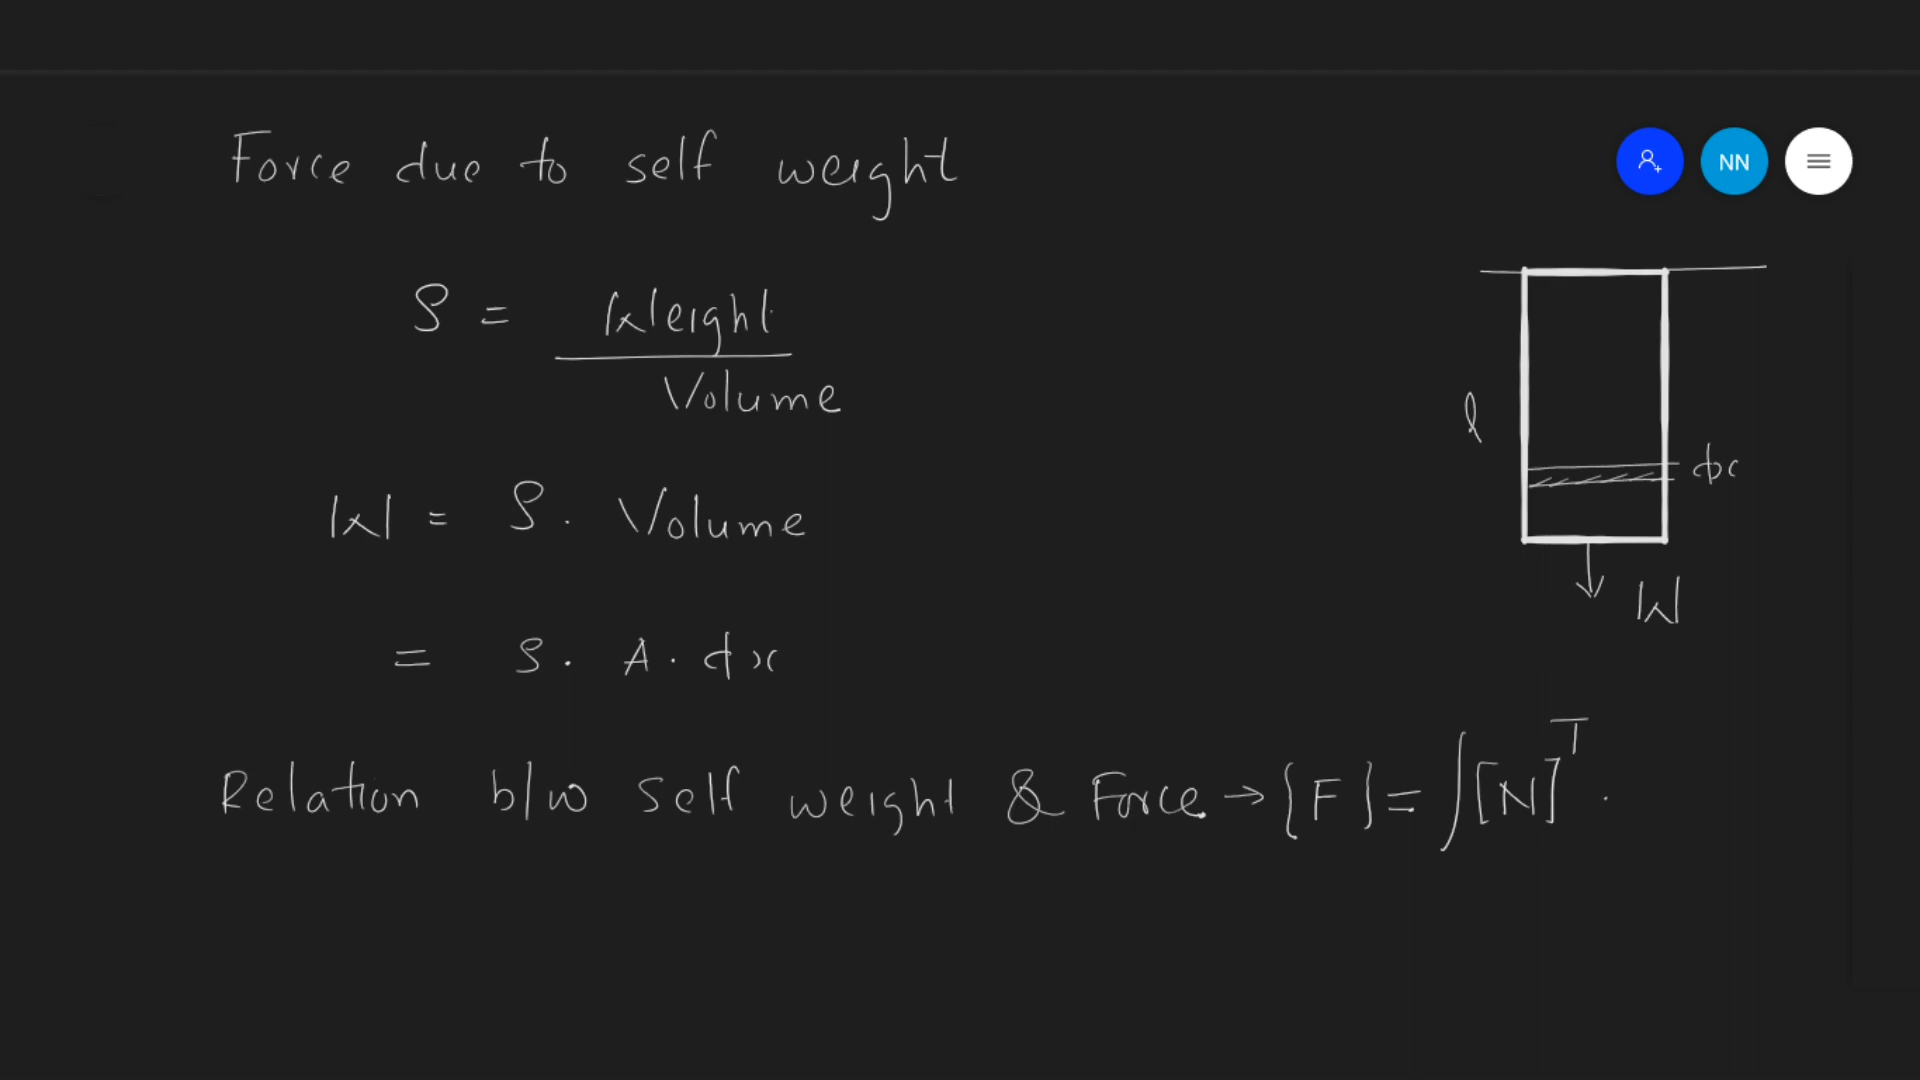 Force due to self weight
NN
ρ = Weight / Volume
l
dx
W = ρ . Volume
W
= ρ . A . dx
Relation b/w Self weight & Force → {F} = ∫[N]^T .